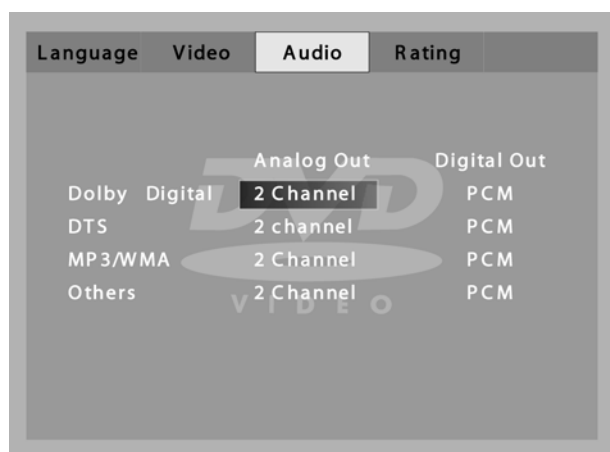 Language Video Audio Rating
Analog Out Digital Out
Dolby Digital 2 Channel PCM
DTS 2 channel PCM
MP3/WMA 2 Channel PCM
Others 2 Channel PCM
DVD
VIDEO